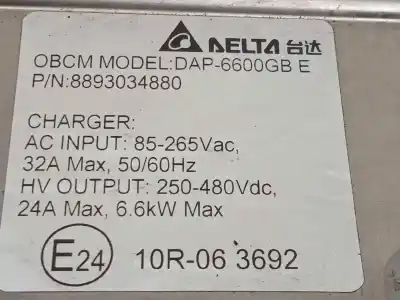 DELTA 台达
OBCM MODEL:DAP-6600GB E
P/N:8893034880
CHARGER:
AC INPUT: 85-265Vac,
32A Max, 50/60Hz
HV OUTPUT: 250-480Vdc,
24A Max, 6.6kW Max
E24 10R-06 3692